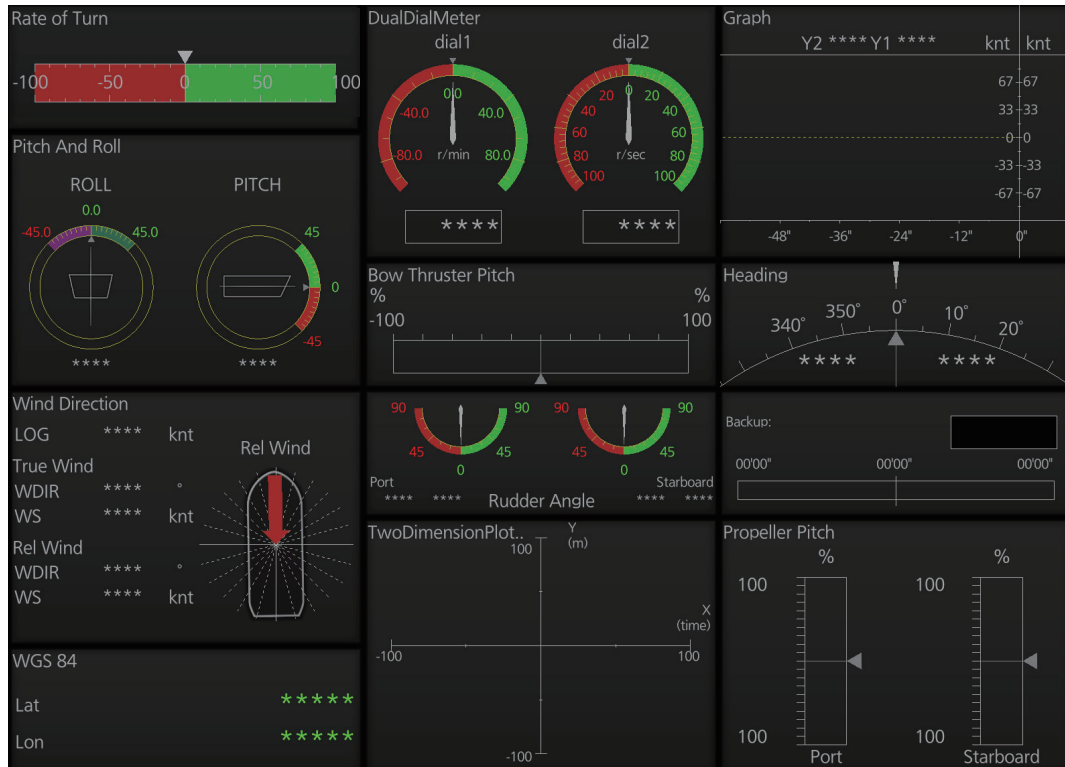 Rate of Turn
-100 -50 0 50 100
Pitch And Roll
ROLL PITCH
0.0
-45.0 45.0
45
0
-45
**** ****
Wind Direction
LOG **** knt
True Wind
WDIR **** °
WS **** knt
Rel Wind
WDIR **** °
WS **** knt
Rel Wind
WGS 84
Lat *****
Lon *****
DualDialMeter
dial1 dial2
0.0
-40.0 40.0
-80.0 80.0
r/min
0
20 20
40 40
60 60
80 80
100 100
r/sec
**** ****
Bow Thruster Pitch
% %
-100 100
90 90 90 90
45 45 45 45
0 0
Port Starboard
**** **** **** ****
Rudder Angle
TwoDimensionPlot..
Y
(m)
100
X
(time)
-100 100
-100
Graph
Y2 **** Y1 **** knt knt
67 67
33 33
0 0
-33 -33
-67 -67
-48" -36" -24" -12" 0"
Heading
340° 350° 0° 10° 20°
**** ****
Backup:
00'00" 00'00" 00'00"
Propeller Pitch
% %
100 100
100 100
Port Starboard